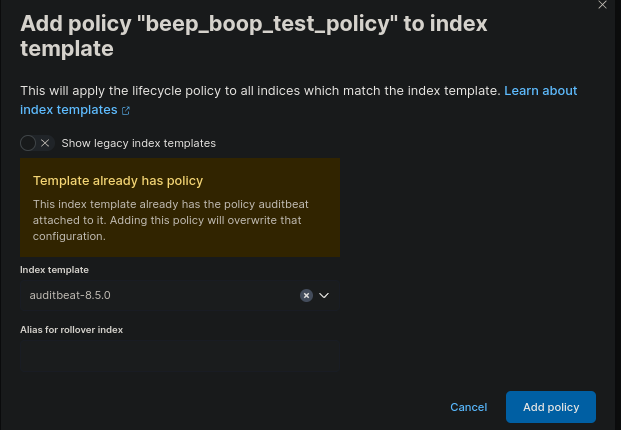 Add policy "beep_boop_test_policy" to index
template
This will apply the lifecycle policy to all indices which match the index template. Learn about
index templates
Show legacy index templates
Template already has policy
This index template already has the policy auditbeat
attached to it. Adding this policy will overwrite that
configuration.
Index template
auditbeat-8.5.0
Alias for rollover index
Cancel
Add policy